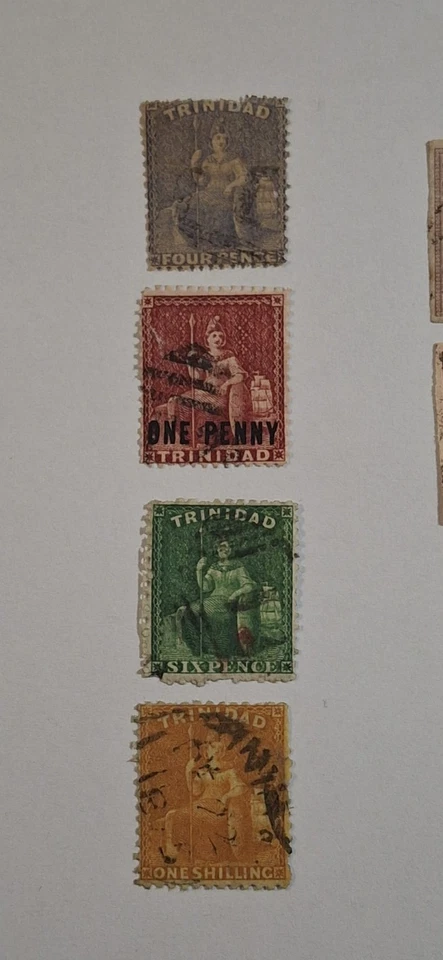 TRINIDAD
FOUR PENCE
ONE PENNY
TRINIDAD
TRINIDAD
SIX PENCE
TRINIDAD
ONE SHILLING